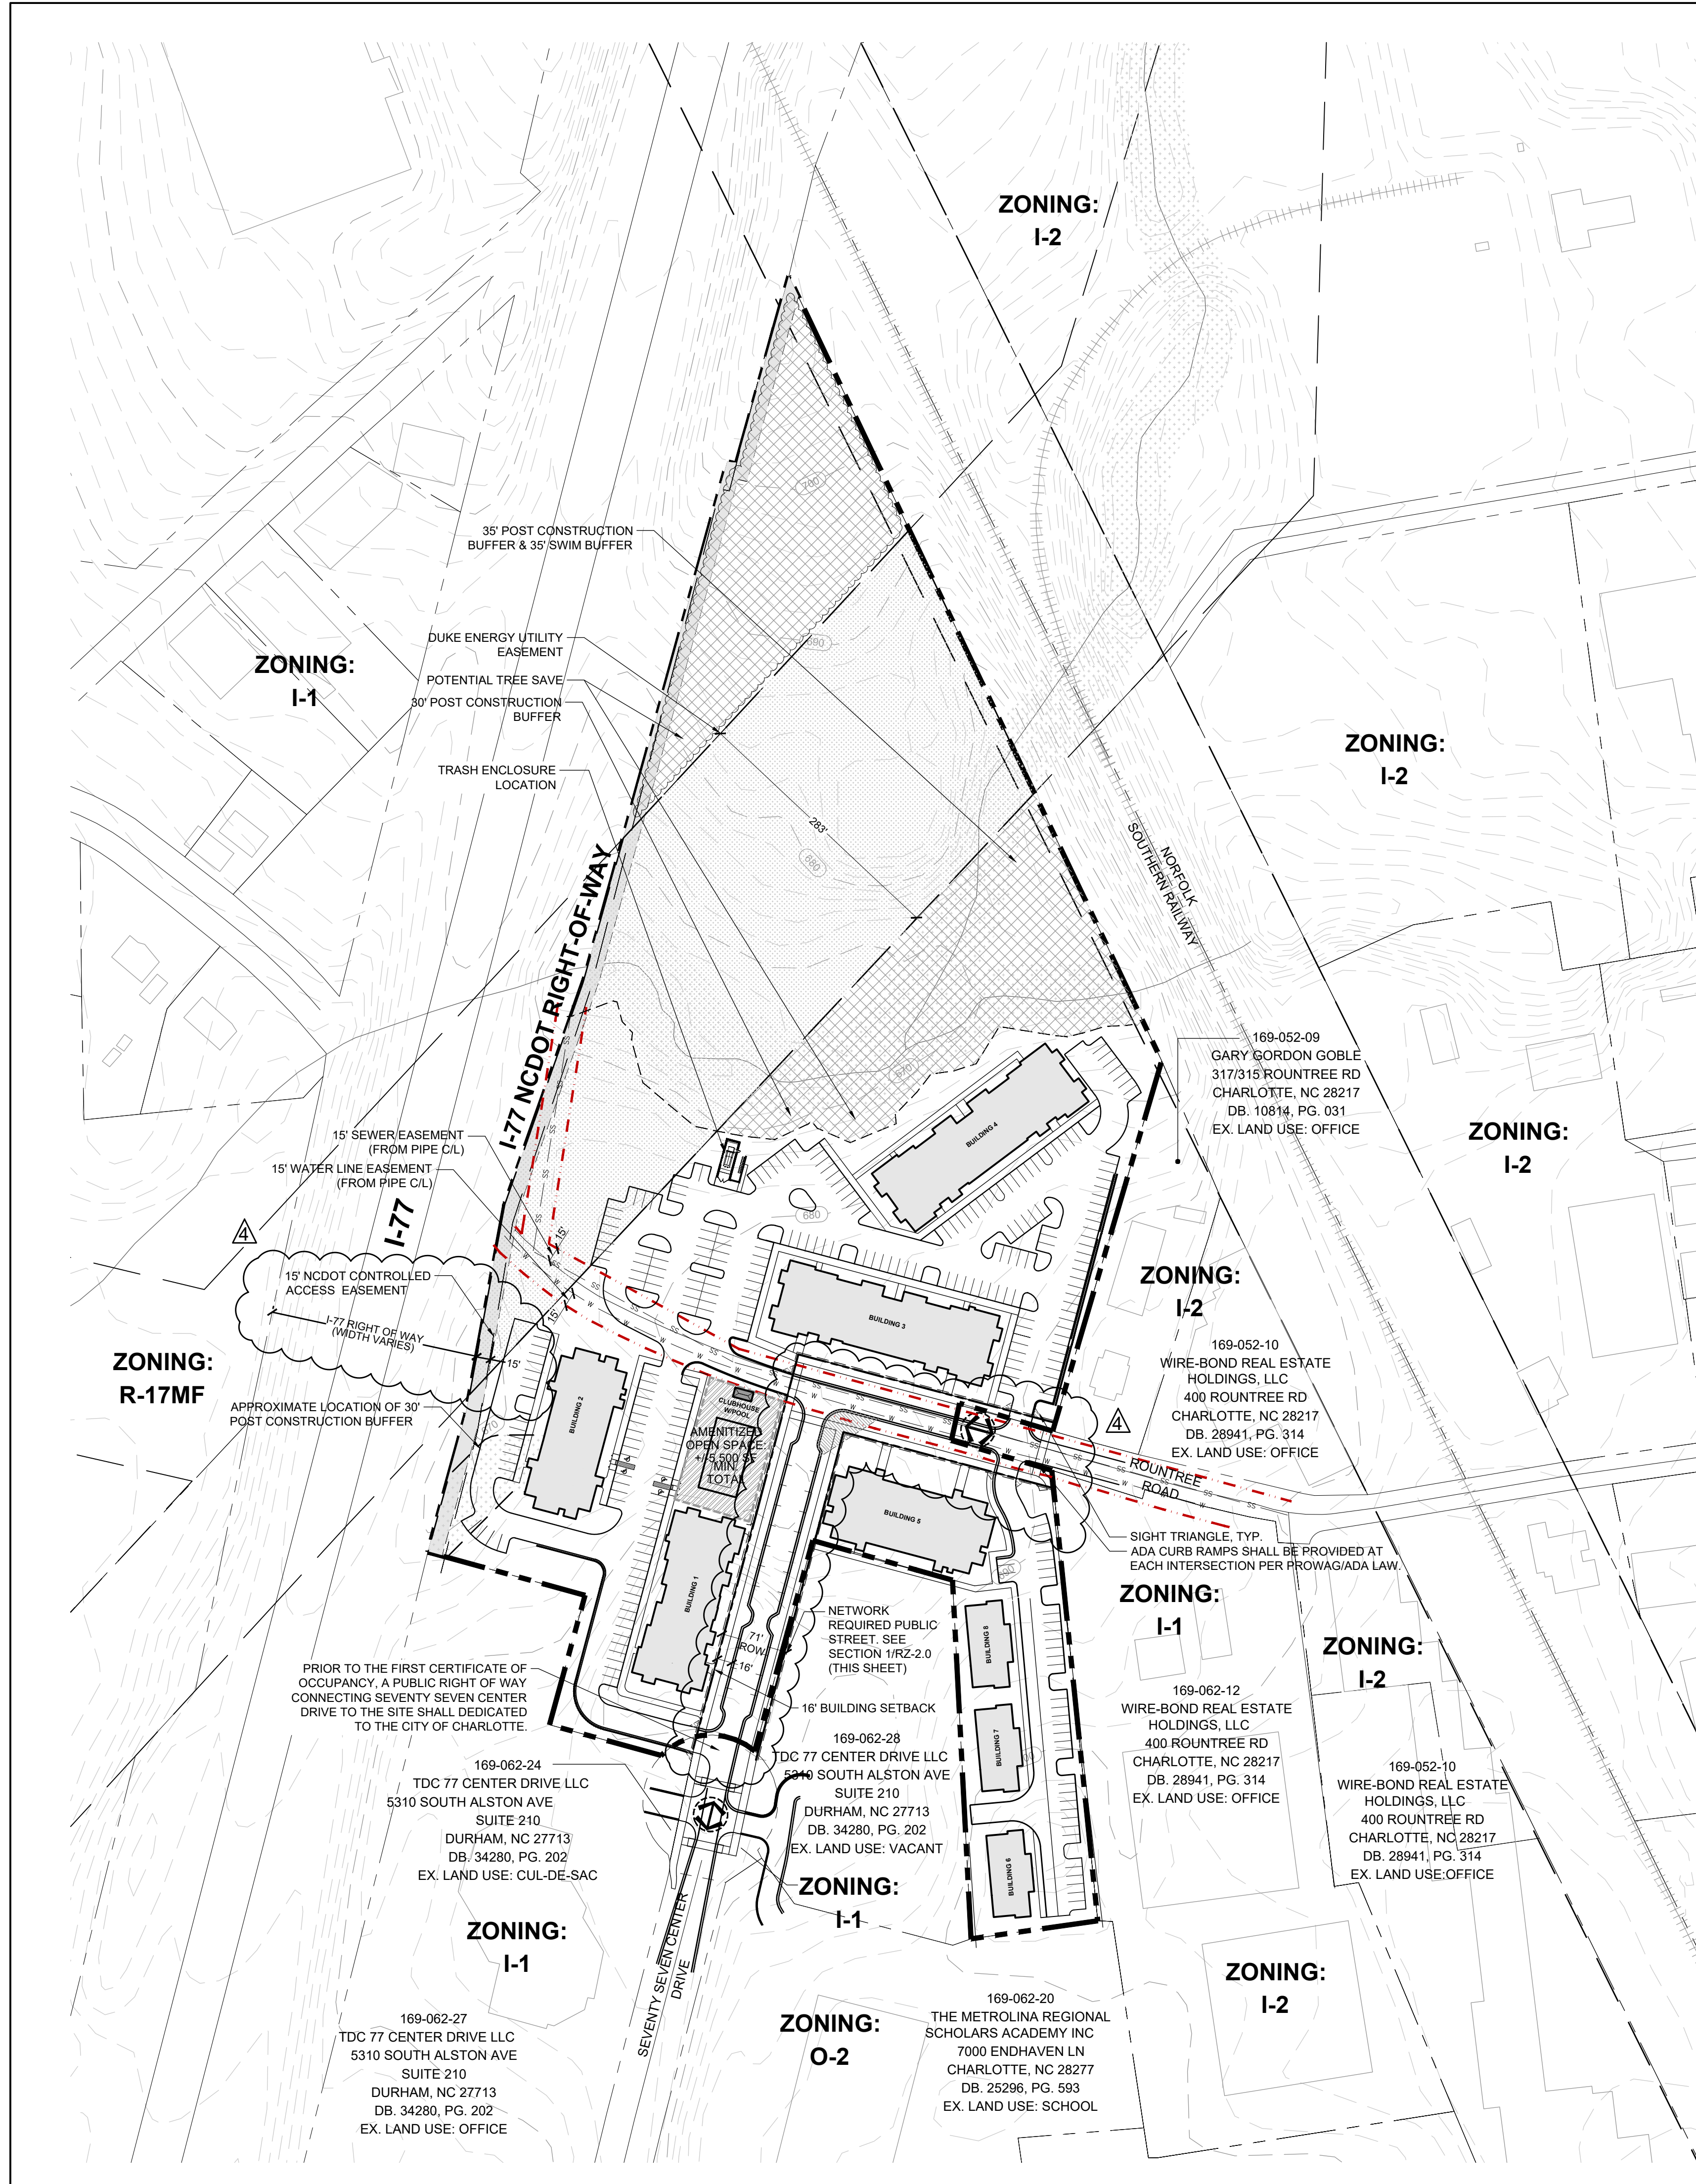 ZONING:
I-2
700
35' POST CONSTRUCTION
BUFFER & 35' SWIM BUFFER
DUKE ENERGY UTILITY
EASEMENT
690
ZONING:
I-1
POTENTIAL TREE SAVE
30' POST CONSTRUCTION
BUFFER
TRASH ENCLOSURE
LOCATION
ZONING:
I-2
283'
680
NORFOLK
SOUTHERN RAILWAY
I-77 NCDOT RIGHT-OF-WAY
169-052-09
GARY GORDON GOBLE
317/315 ROUNTREE RD
CHARLOTTE, NC 28217
DB. 10814, PG. 031
EX. LAND USE: OFFICE
670
BUILDING 4
ZONING:
I-2
15' SEWER EASEMENT
(FROM PIPE C/L)
15' WATER LINE EASEMENT
(FROM PIPE C/L)
I-77
680
4
15'
15'
15' NCDOT CONTROLLED
ACCESS EASEMENT
I-77 RIGHT OF WAY
(WIDTH VARIES)
15'
ZONING:
I-2
BUILDING 3
ZONING:
R-17MF
169-052-10
WIRE-BOND REAL ESTATE
HOLDINGS, LLC
400 ROUNTREE RD
CHARLOTTE, NC 28217
DB. 28941, PG. 314
EX. LAND USE: OFFICE
APPROXIMATE LOCATION OF 30'
POST CONSTRUCTION BUFFER
BUILDING 2
CLUBHOUSE
W/POOL
AMENITIZED
OPEN SPACE:
+/-5,500 SF
MIN.
TOTAL
4
ROUNTREE
ROAD
BUILDING 5
SIGHT TRIANGLE, TYP.
ADA CURB RAMPS SHALL BE PROVIDED AT
EACH INTERSECTION PER PROWAG/ADA LAW.
BUILDING 1
ZONING:
I-1
NETWORK
REQUIRED PUBLIC
STREET. SEE
SECTION 1/RZ-2.0
(THIS SHEET)
71'
ROW
16'
BUILDING 8
ZONING:
I-2
PRIOR TO THE FIRST CERTIFICATE OF
OCCUPANCY, A PUBLIC RIGHT OF WAY
CONNECTING SEVENTY SEVEN CENTER
DRIVE TO THE SITE SHALL DEDICATED
TO THE CITY OF CHARLOTTE.
16' BUILDING SETBACK
BUILDING 7
169-062-12
WIRE-BOND REAL ESTATE
HOLDINGS, LLC
400 ROUNTREE RD
CHARLOTTE, NC 28217
DB. 28941, PG. 314
EX. LAND USE: OFFICE
169-062-28
TDC 77 CENTER DRIVE LLC
5310 SOUTH ALSTON AVE
SUITE 210
DURHAM, NC 27713
DB. 34280, PG. 202
EX. LAND USE: VACANT
169-062-24
TDC 77 CENTER DRIVE LLC
5310 SOUTH ALSTON AVE
SUITE 210
DURHAM, NC 27713
DB. 34280, PG. 202
EX. LAND USE: CUL-DE-SAC
169-052-10
WIRE-BOND REAL ESTATE
HOLDINGS, LLC
400 ROUNTREE RD
CHARLOTTE, NC 28217
DB. 28941, PG. 314
EX. LAND USE:OFFICE
BUILDING 6
ZONING:
I-1
ZONING:
I-1
SEVENTY SEVEN CENTER
DRIVE
ZONING:
I-2
169-062-27
TDC 77 CENTER DRIVE LLC
5310 SOUTH ALSTON AVE
SUITE 210
DURHAM, NC 27713
DB. 34280, PG. 202
EX. LAND USE: OFFICE
ZONING:
O-2
169-062-20
THE METROLINA REGIONAL
SCHOLARS ACADEMY INC
7000 ENDHAVEN LN
CHARLOTTE, NC 28277
DB. 25296, PG. 593
EX. LAND USE: SCHOOL